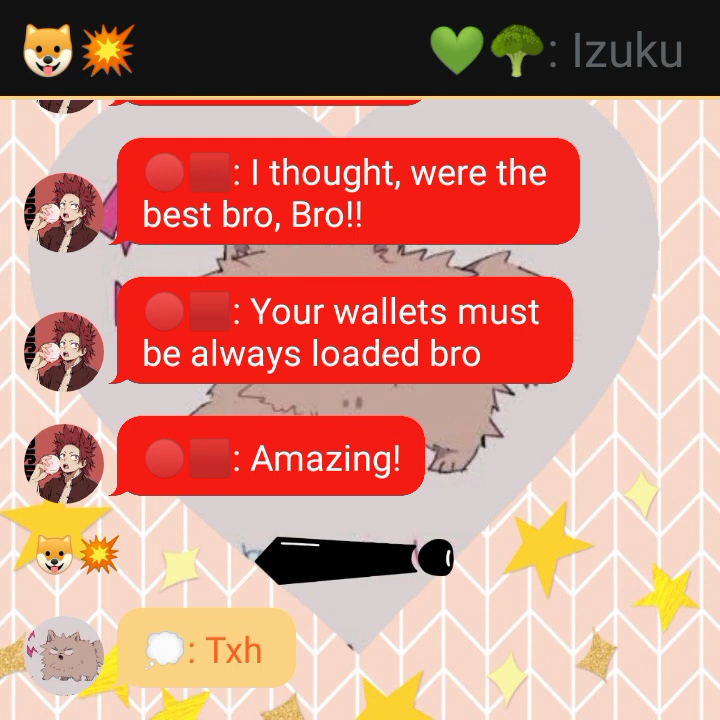 🐶💥 💚🥦: Izuku
🔴🟥: I thought, were the
best bro, Bro!!
🔴🟥: Your wallets must
be always loaded bro
🔴🟥: Amazing!
🐶💥
💭: Txh